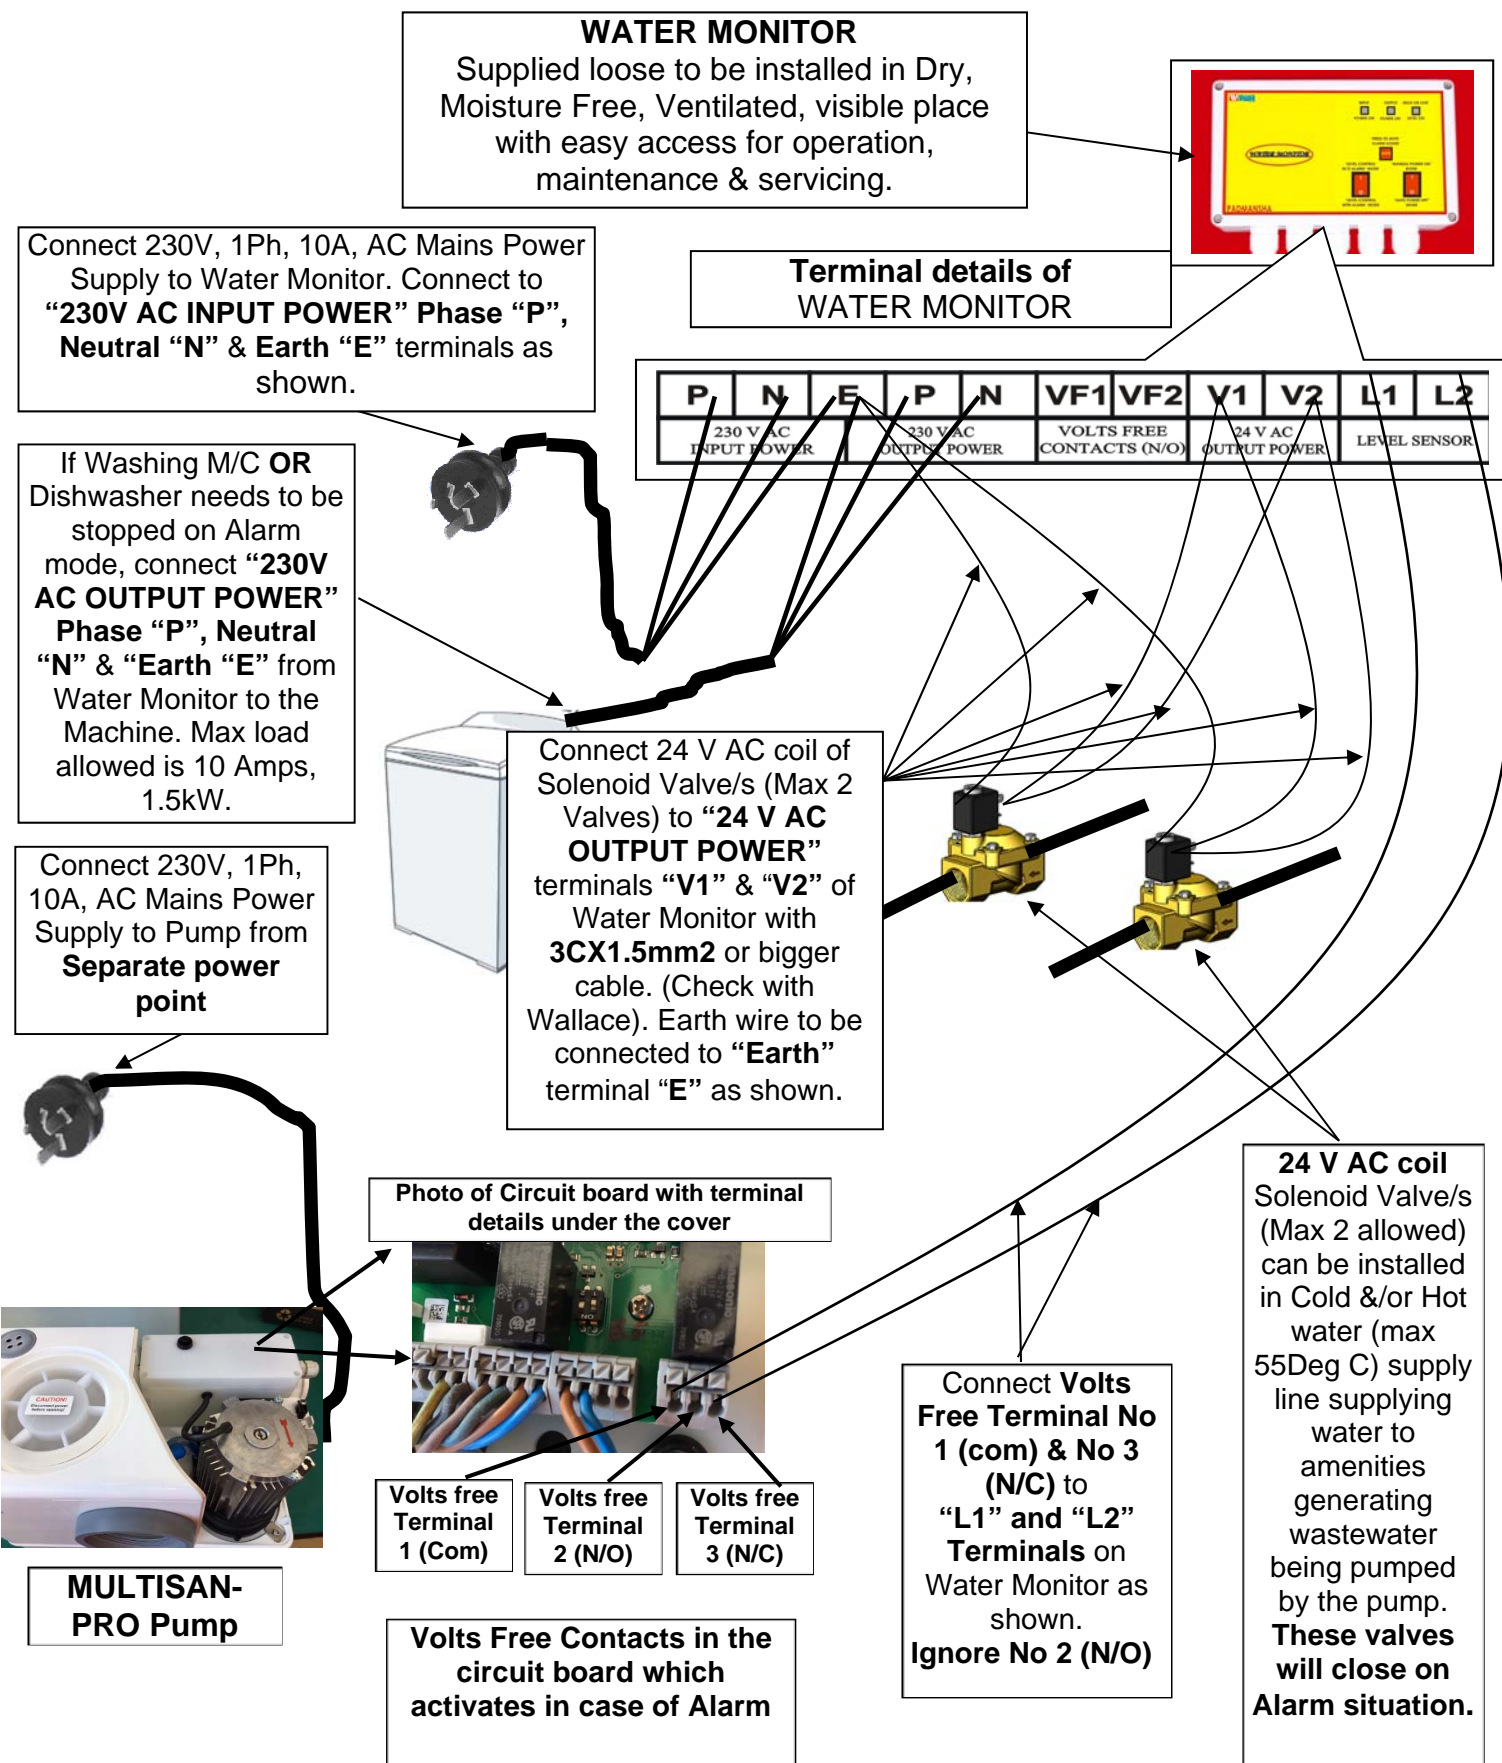 WATER MONITOR
Supplied loose to be installed in Dry,
Moisture Free, Ventilated, visible place
with easy access for operation,
maintenance & servicing.
WATER MONITOR
PADMANSHA
Connect 230V, 1Ph, 10A, AC Mains Power
Supply to Water Monitor. Connect to
“230V AC INPUT POWER” Phase “P”,
Neutral “N” & Earth “E” terminals as
shown.
Terminal details of
WATER MONITOR
P N E P N VF1 VF2 V1 V2 L1 L2
230 V AC
INPUT POWER
230 V AC
OUTPUT POWER
VOLTS FREE
CONTACTS (N/O)
24 V AC
OUTPUT POWER
LEVEL SENSOR
If Washing M/C OR
Dishwasher needs to be
stopped on Alarm
mode, connect “230V
AC OUTPUT POWER”
Phase “P”, Neutral
“N” & “Earth “E” from
Water Monitor to the
Machine. Max load
allowed is 10 Amps,
1.5kW.
Connect 24 V AC coil of
Solenoid Valve/s (Max 2
Valves) to “24 V AC
OUTPUT POWER”
terminals “V1” & “V2” of
Water Monitor with
3CX1.5mm2 or bigger
cable. (Check with
Wallace). Earth wire to be
connected to “Earth”
terminal “E” as shown.
Connect 230V, 1Ph,
10A, AC Mains Power
Supply to Pump from
Separate power
point
24 V AC coil
Solenoid Valve/s
(Max 2 allowed)
can be installed
in Cold &/or Hot
water (max
55Deg C) supply
line supplying
water to
amenities
generating
wastewater
being pumped
by the pump.
These valves
will close on
Alarm situation.
Photo of Circuit board with terminal
details under the cover
CAUTION!
Connect Volts
Free Terminal No
1 (com) & No 3
(N/C) to
“L1” and “L2”
Terminals on
Water Monitor as
shown.
Ignore No 2 (N/O)
Volts free
Terminal
1 (Com)
Volts free
Terminal
2 (N/O)
Volts free
Terminal
3 (N/C)
MULTISAN-
PRO Pump
Volts Free Contacts in the
circuit board which
activates in case of Alarm